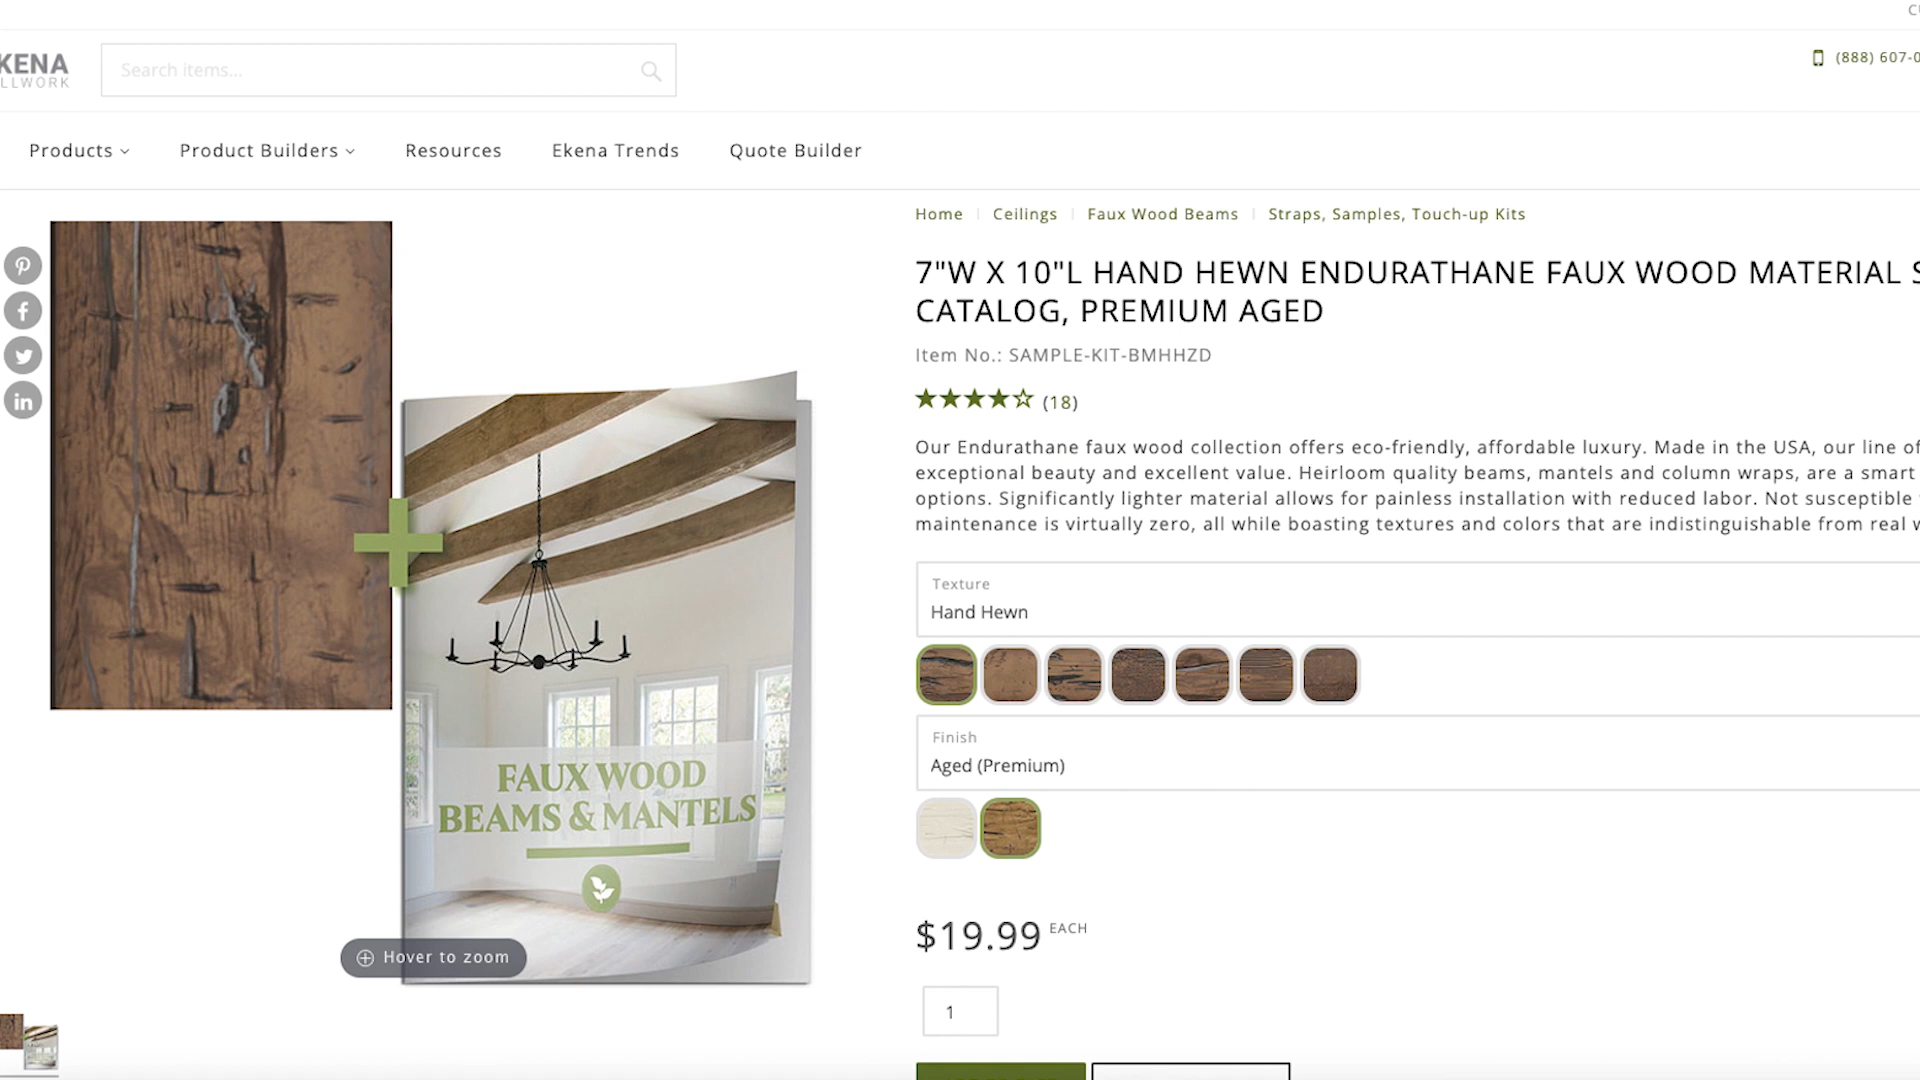 KENA
LLWORK
Search items...
(888) 607-0
Products
Product Builders
Resources
Ekena Trends
Quote Builder
Home
Ceilings
Faux Wood Beams
Straps, Samples, Touch-up Kits
7"W X 10"L HAND HEWN ENDURATHANE FAUX WOOD MATERIAL S
CATALOG, PREMIUM AGED
Item No.: SAMPLE-KIT-BMHHZD
(18)
Our Endurathane faux wood collection offers eco-friendly, affordable luxury. Made in the USA, our line of
exceptional beauty and excellent value. Heirloom quality beams, mantels and column wraps, are a smart
options. Significantly lighter material allows for painless installation with reduced labor. Not susceptible
maintenance is virtually zero, all while boasting textures and colors that are indistinguishable from real w
Texture
Hand Hewn
Finish
Aged (Premium)
$19.99 EACH
1
FAUX WOOD
BEAMS & MANTELS
Hover to zoom